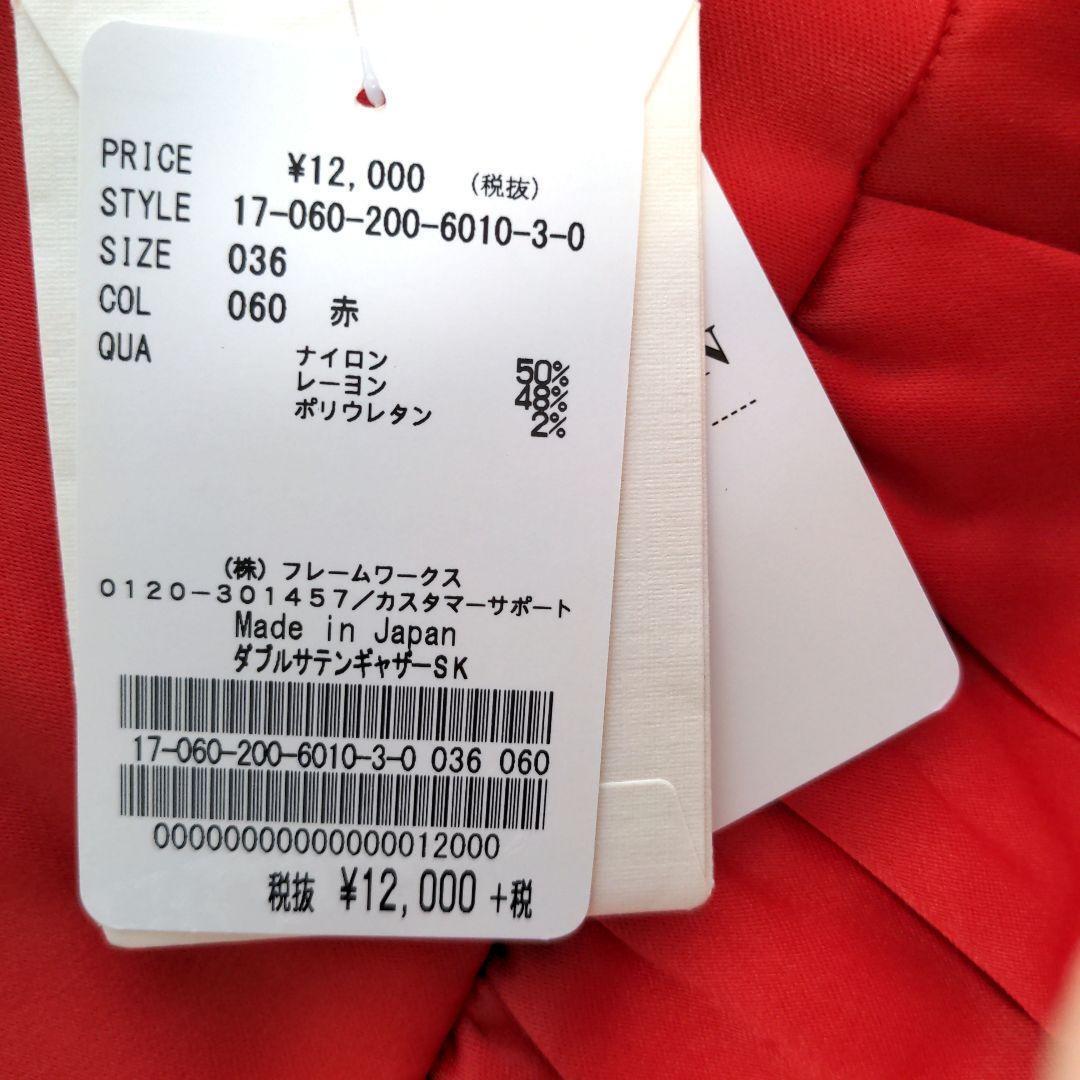 PRICE ¥12,000 (税抜)
STYLE 17-060-200-6010-3-0
SIZE 036
COL 060 赤
QUA ナイロン 50%
レーヨン 48%
ポリウレタン 2%
(株) フレームワークス
0120-301457/カスタマーサポート
Made in Japan
ダブルサテンギャザーSK
17-060-200-6010-3-0 036 060
000000000000000012000
税抜 ¥12,000 +税